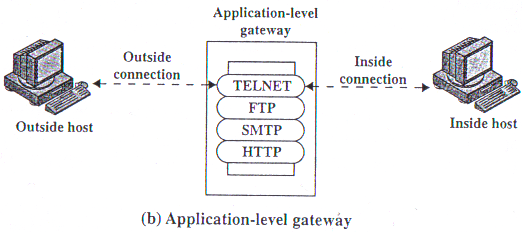 Application-level
gateway
Outside
connection
Inside
connection
TELNET
FTP
SMTP
HTTP
Outside host
Inside host
(b) Application-level gateway